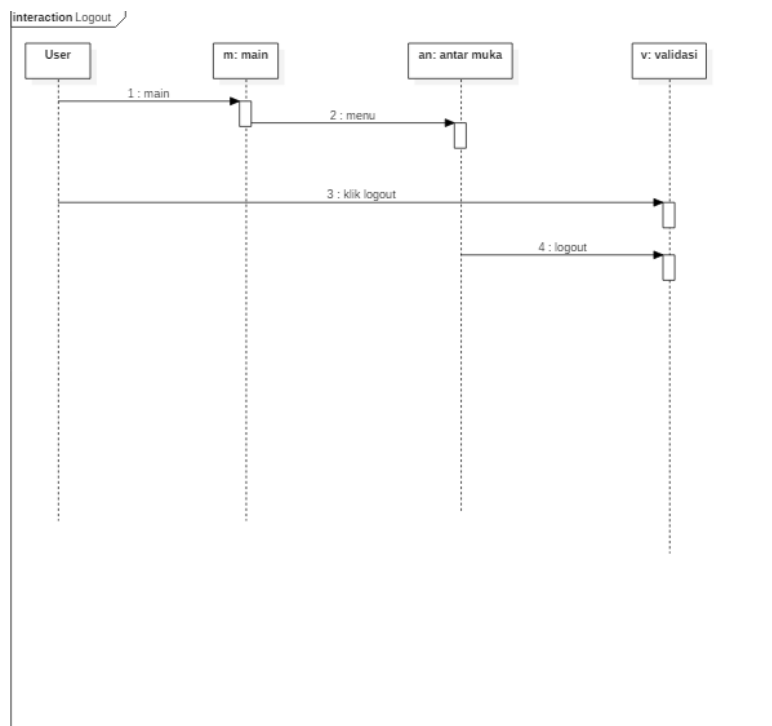 interaction Logout
User
m: main
an: antar muka
v: validasi
1 : main
2 : menu
3 : klik logout
4 : logout